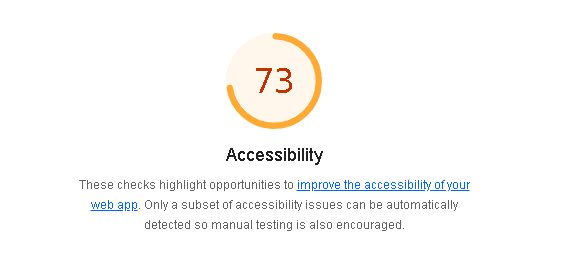 73
Accessibility
These checks highlight opportunities to improve the accessibility of your
web app. Only a subset of accessibility issues can be automatically
detected so manual testing is also encouraged.